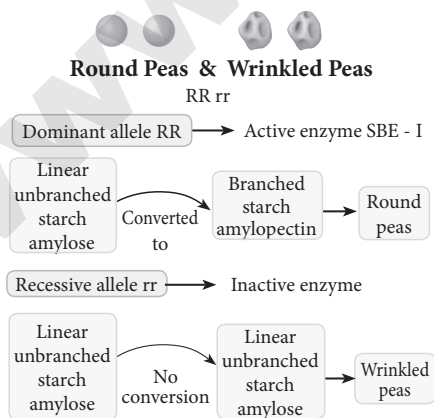 Round Peas & Wrinkled Peas
RR rr
Dominant allele RR
Active enzyme SBE - I
Linear
unbranched
starch
amylose
Converted
to
Branched
starch
amylopectin
Round
peas
Recessive allele rr
Inactive enzyme
Linear
unbranched
starch
amylose
No
conversion
Linear
unbranched
starch
amylose
Wrinkled
peas